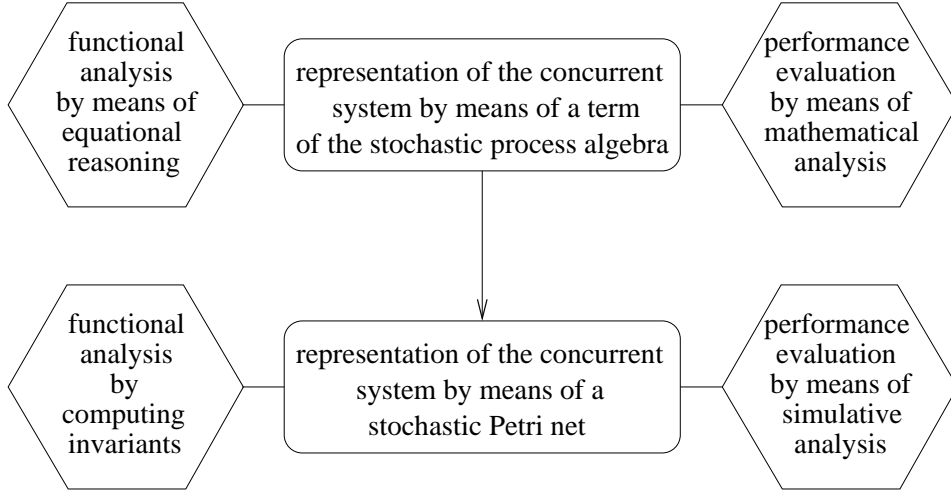 functional
analysis
by means of
equational
reasoning
representation of the concurrent
system by means of a term
of the stochastic process algebra
performance
evaluation
by means of
mathematical
analysis
functional
analysis
by
computing
invariants
representation of the concurrent
system by means of a
stochastic Petri net
performance
evaluation
by means of
simulative
analysis